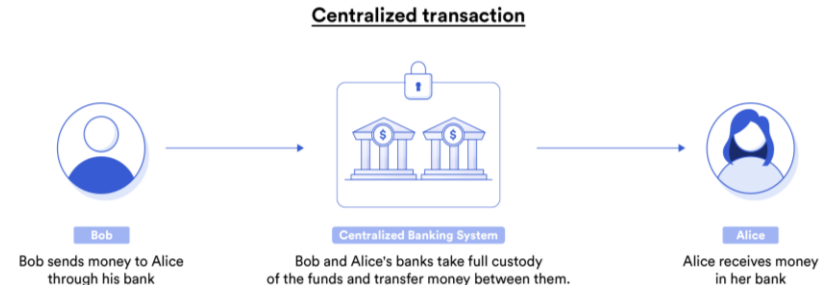 Centralized transaction
$ $
Bob
Centralized Banking System
Alice
Bob sends money to Alice
through his bank
Bob and Alice's banks take full custody
of the funds and transfer money between them.
Alice receives money
in her bank